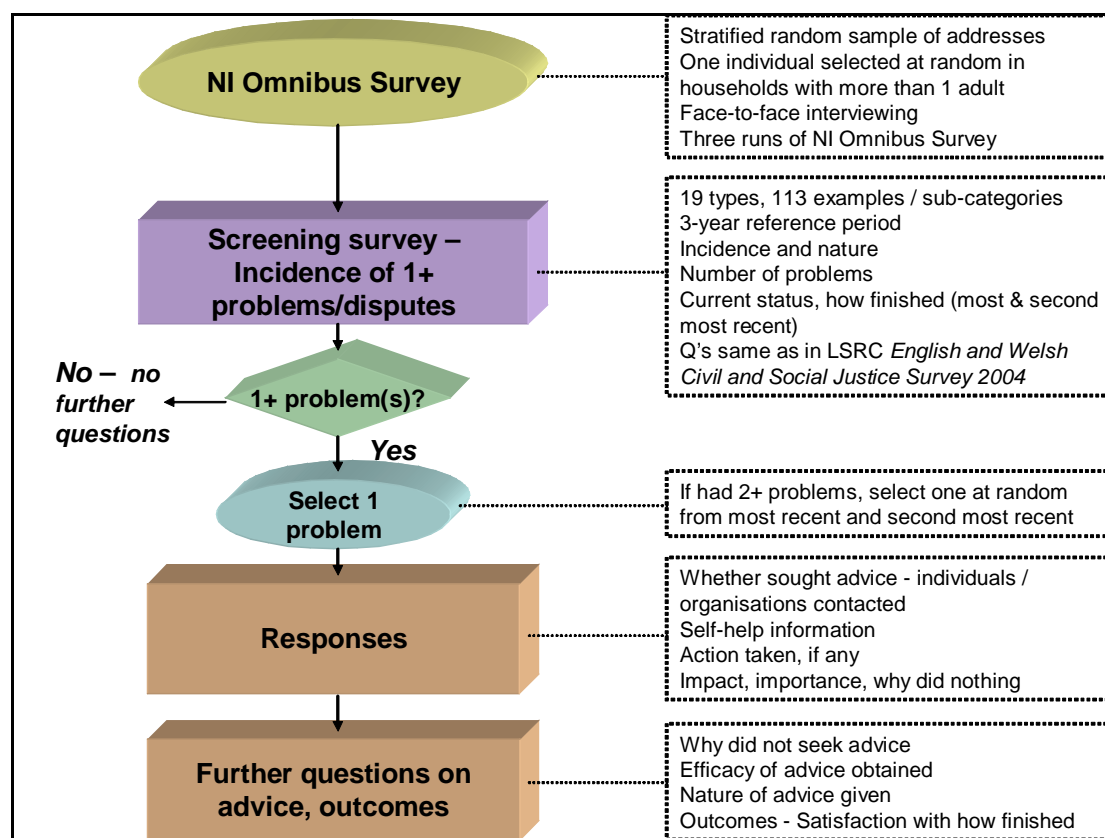 NI Omnibus Survey
Stratified random sample of addresses
One individual selected at random in
households with more than 1 adult
Face-to-face interviewing
Three runs of NI Omnibus Survey
Screening survey –
Incidence of 1+
problems/disputes
19 types, 113 examples / sub-categories
3-year reference period
Incidence and nature
Number of problems
Current status, how finished (most & second
most recent)
Q's same as in LSRC English and Welsh
Civil and Social Justice Survey 2004
1+ problem(s)?
No – no
further
questions
Yes
Select 1
problem
If had 2+ problems, select one at random
from most recent and second most recent
Responses
Whether sought advice - individuals /
organisations contacted
Self-help information
Action taken, if any
Impact, importance, why did nothing
Further questions on
advice, outcomes
Why did not seek advice
Efficacy of advice obtained
Nature of advice given
Outcomes - Satisfaction with how finished